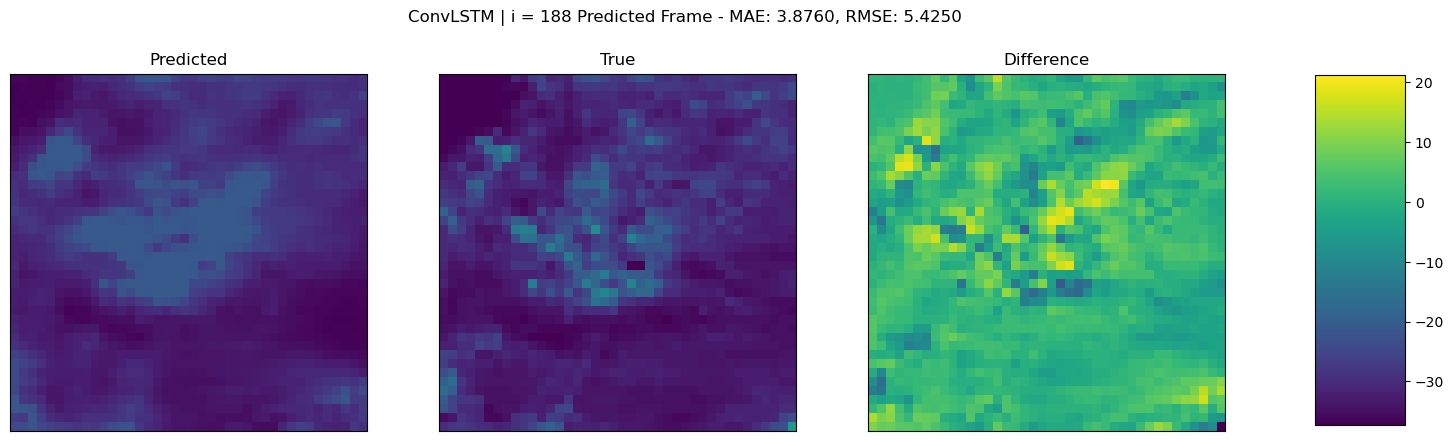 ConvLSTM | i = 188 Predicted Frame - MAE: 3.8760, RMSE: 5.4250
Predicted
True
Difference
20
10
0
−10
−20
−30